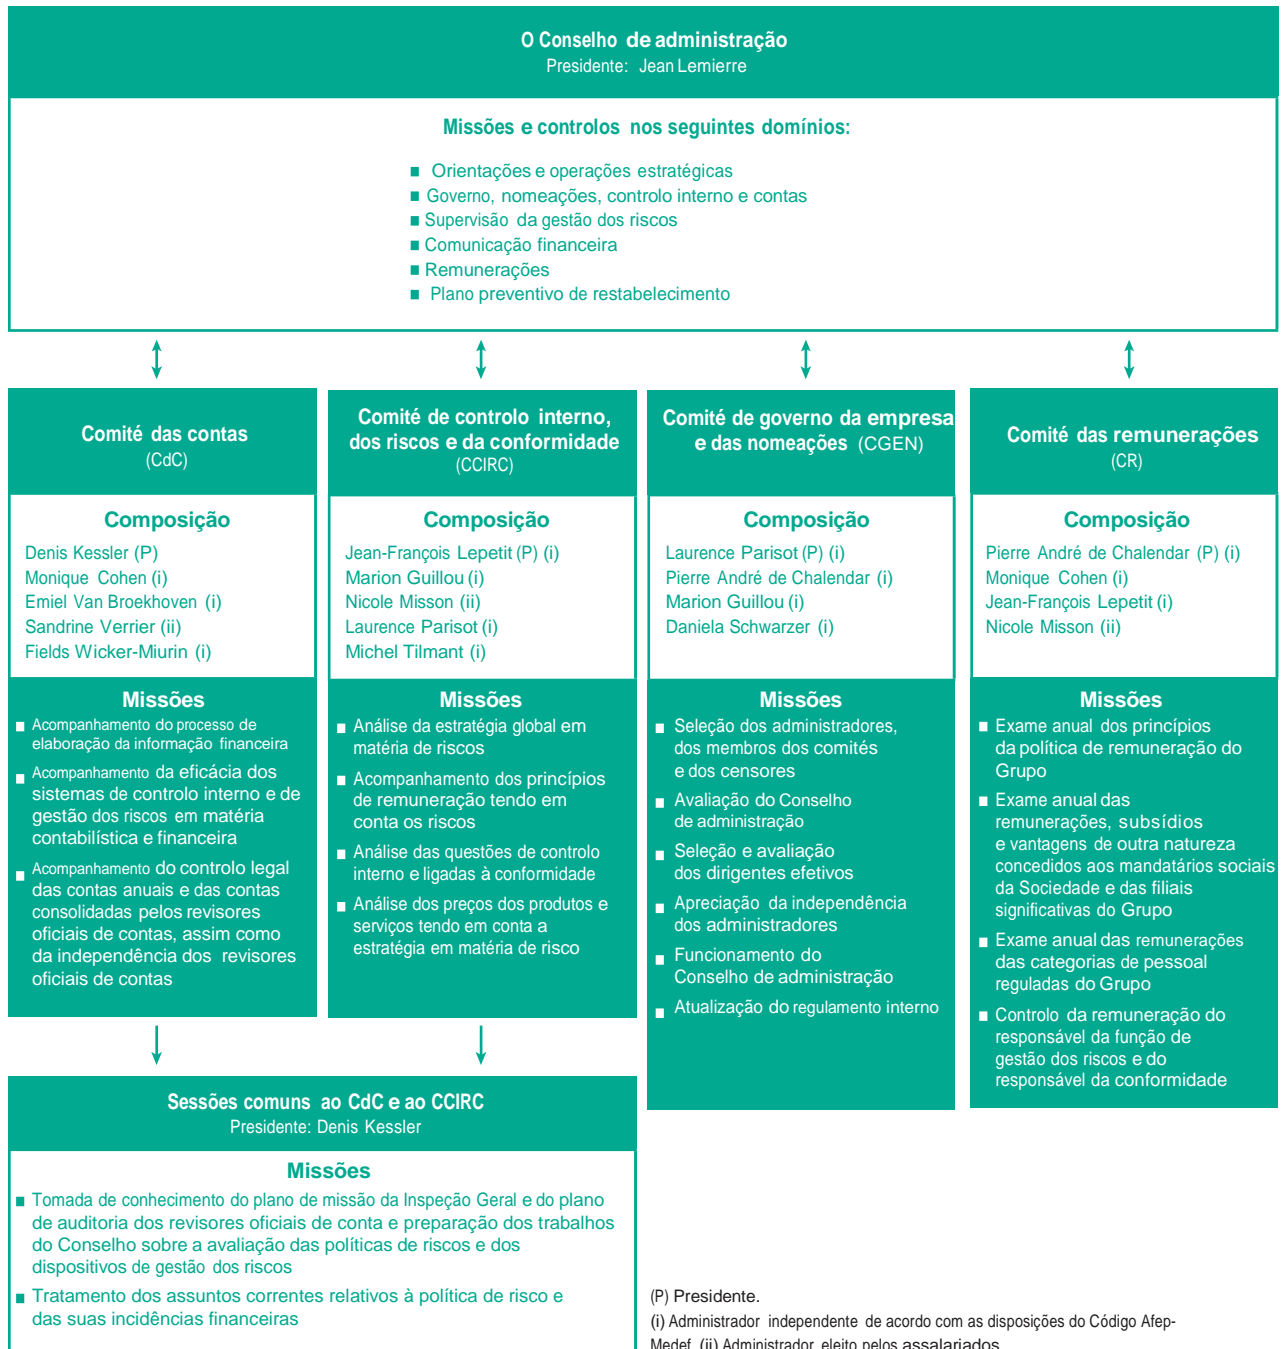 O Conselho de administração
Presidente: Jean Lemierre
Missões e controlos nos seguintes domínios:
■ Orientações e operações estratégicas
■ Governo, nomeações, controlo interno e contas
■ Supervisão da gestão dos riscos
■ Comunicação financeira
■ Remunerações
■ Plano preventivo de restabelecimento
Comité das contas
(CdC)
Composição
Denis Kessler (P)
Monique Cohen (i)
Emiel Van Broekhoven (i)
Sandrine Verrier (ii)
Fields Wicker-Miurin (i)
Missões
■ Acompanhamento do processo de
elaboração da informação financeira
■ Acompanhamento da eficácia dos
sistemas de controlo interno e de
gestão dos riscos em matéria
contabilística e financeira
■ Acompanhamento do controlo legal
das contas anuais e das contas
consolidadas pelos revisores
oficiais de contas, assim como
da independência dos revisores
oficiais de contas
Comité de controlo interno,
dos riscos e da conformidade
(CCIRC)
Composição
Jean-François Lepetit (P) (i)
Marion Guillou (i)
Nicole Misson (ii)
Laurence Parisot (i)
Michel Tilmant (i)
Missões
■ Análise da estratégia global em
matéria de riscos
■ Acompanhamento dos princípios
de remuneração tendo em
conta os riscos
■ Análise das questões de controlo
interno e ligadas à conformidade
■ Análise dos preços dos produtos e
serviços tendo em conta a
estratégia em matéria de risco
Comité de governo da empresa
e das nomeações (CGEN)
Composição
Laurence Parisot (P) (i)
Pierre André de Chalendar (i)
Marion Guillou (i)
Daniela Schwarzer (i)
Missões
■ Seleção dos administradores,
dos membros dos comités
e dos censores
■ Avaliação do Conselho
de administração
■ Seleção e avaliação
dos dirigentes efetivos
■ Apreciação da independência
dos administradores
■ Funcionamento do
Conselho de administração
■ Atualização do regulamento interno
Comité das remunerações
(CR)
Composição
Pierre André de Chalendar (P) (i)
Monique Cohen (i)
Jean-François Lepetit (i)
Nicole Misson (ii)
Missões
■ Exame anual dos princípios
da política de remuneração do
Grupo
■ Exame anual das
remunerações, subsídios
e vantagens de outra natureza
concedidos aos mandatários sociais
da Sociedade e das filiais
significativas do Grupo
■ Exame anual das remunerações
das categorias de pessoal
reguladas do Grupo
■ Controlo da remuneração do
responsável da função de
gestão dos riscos e do
responsável da conformidade
Sessões comuns ao CdC e ao CCIRC
Presidente: Denis Kessler
Missões
■ Tomada de conhecimento do plano de missão da Inspeção Geral e do plano
de auditoria dos revisores oficiais de conta e preparação dos trabalhos
do Conselho sobre a avaliação das políticas de riscos e dos
dispositivos de gestão dos riscos
■ Tratamento dos assuntos correntes relativos à política de risco e
das suas incidências financeiras
(P) Presidente.
(i) Administrador independente de acordo com as disposições do Código Afep-
Medef. (ii) Administrador eleito pelos assalariados.